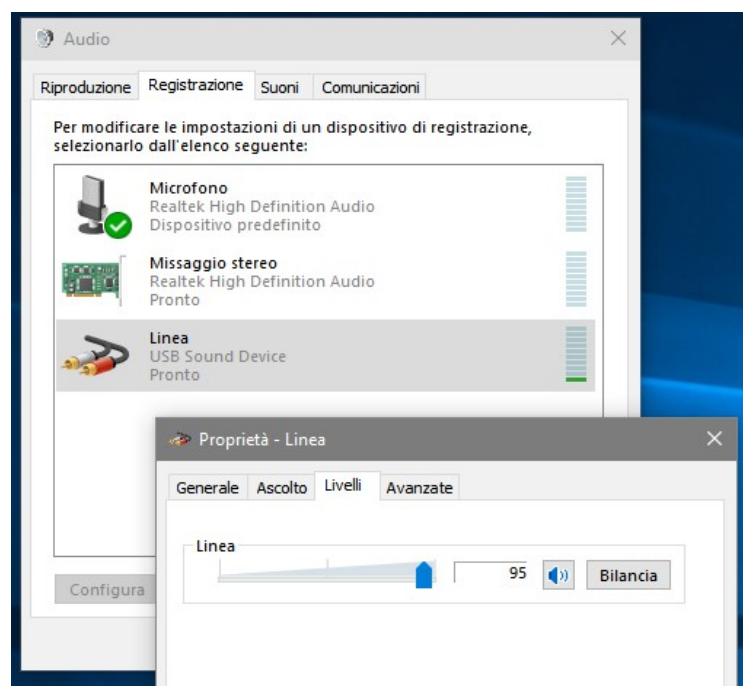 Audio
Riproduzione Registrazione Suoni Comunicazioni
Per modificare le impostazioni di un dispositivo di registrazione,
selezionarlo dall'elenco seguente:
Microfono
Realtek High Definition Audio
Dispositivo predefinito
Missaggio stereo
Realtek High Definition Audio
Pronto
Linea
USB Sound Device
Pronto
Configura
Proprietà - Linea
Generale Ascolto Livelli Avanzate
Linea
95 Bilancia